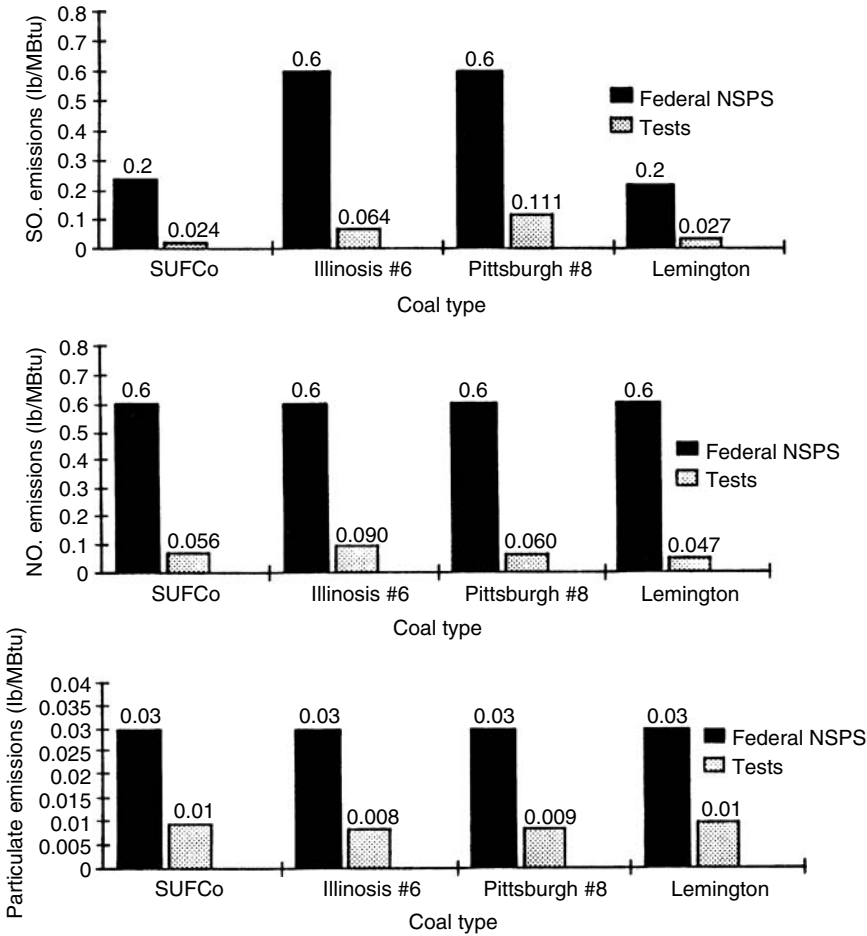 SO. emissions (Ib/MBtu)
0.8
0.7
0.6
0.5
0.4
0.3
0.2
0.1
0
0.2
0.024
0.6
0.064
0.6
0.111
0.2
0.027
Federal NSPS
Tests
SUFCo
Illinosis #6
Pittsburgh #8
Lemington
Coal type
NO. emissions (Ib/MBtu)
0.8
0.7
0.6
0.5
0.4
0.3
0.2
0.1
0
0.6
0.056
0.6
0.090
0.6
0.060
0.6
0.047
Federal NSPS
Tests
SUFCo
Illinosis #6
Pittsburgh #8
Lemington
Coal type
Particulate emissions (Ib/MBtu)
0.04
0.035
0.03
0.025
0.02
0.015
0.01
0.005
0
0.03
0.01
0.03
0.008
0.03
0.009
0.03
0.01
Federal NSPS
Tests
SUFCo
Illinosis #6
Pittsburgh #8
Lemington
Coal type